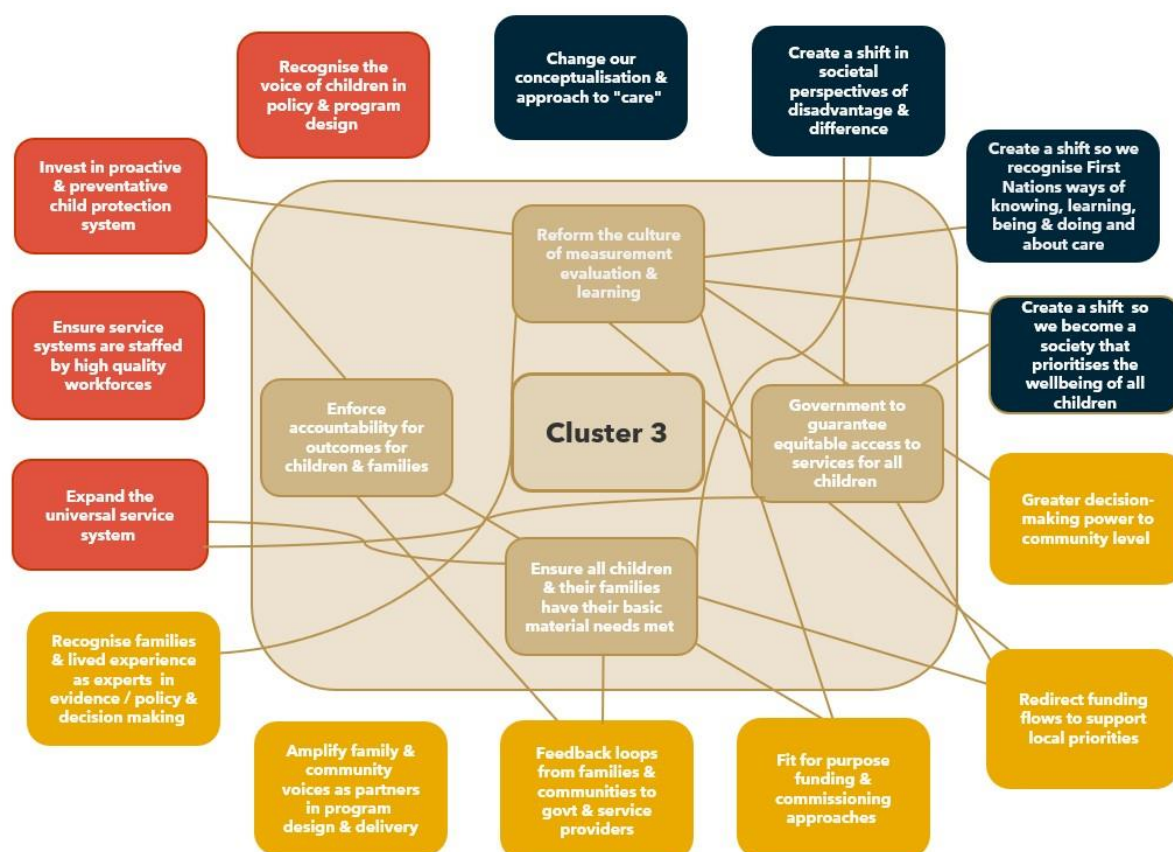 Recognise the
voice of children in
policy & program
design
Change our
conceptualisation &
approach to "care"
Create a shift in
societal
perspectives of
disadvantage &
difference
Invest in proactive
& preventative
child protection
system
Create a shift so we
recognise First
Nations ways of
knowing, learning,
being & doing and
about care
Reform the culture
of measurement
evaluation &
learning
Ensure service
systems are staffed
by high quality
workforces
Create a shift so
we become a
society that
prioritises the
wellbeing of all
children
Enforce
accountability for
outcomes for
children & families
Cluster 3
Government to
guarantee
equitable access to
services for all
children
Expand the
universal service
system
Greater decision-
making power to
community level
Ensure all children
& their families
have their basic
material needs met
Recognise families
& lived experience
as experts in
evidence / policy &
decision making
Redirect funding
flows to support
local priorities
Amplify family &
community
voices as partners
in program
design & delivery
Feedback loops
from families &
communities to
govt & service
providers
Fit for purpose
funding &
commissioning
approaches